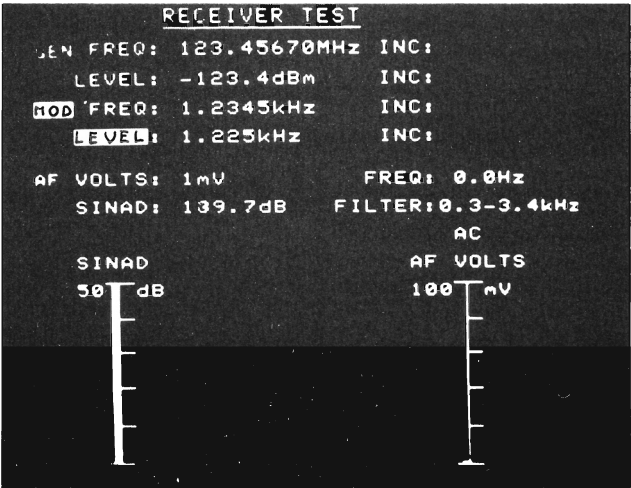 RECEIVER TEST
GEN FREQ: 123.45670MHz INC:
LEVEL: -123.4dBm INC:
MOD FREQ: 1.2345kHz INC:
LEVEL: 1.225kHz INC:
AF VOLTS: 1mV FREQ: 0.0Hz
SINAD: 139.7dB FILTER:0.3-3.4kHz
AC
SINAD AF VOLTS
50 dB 100 mV